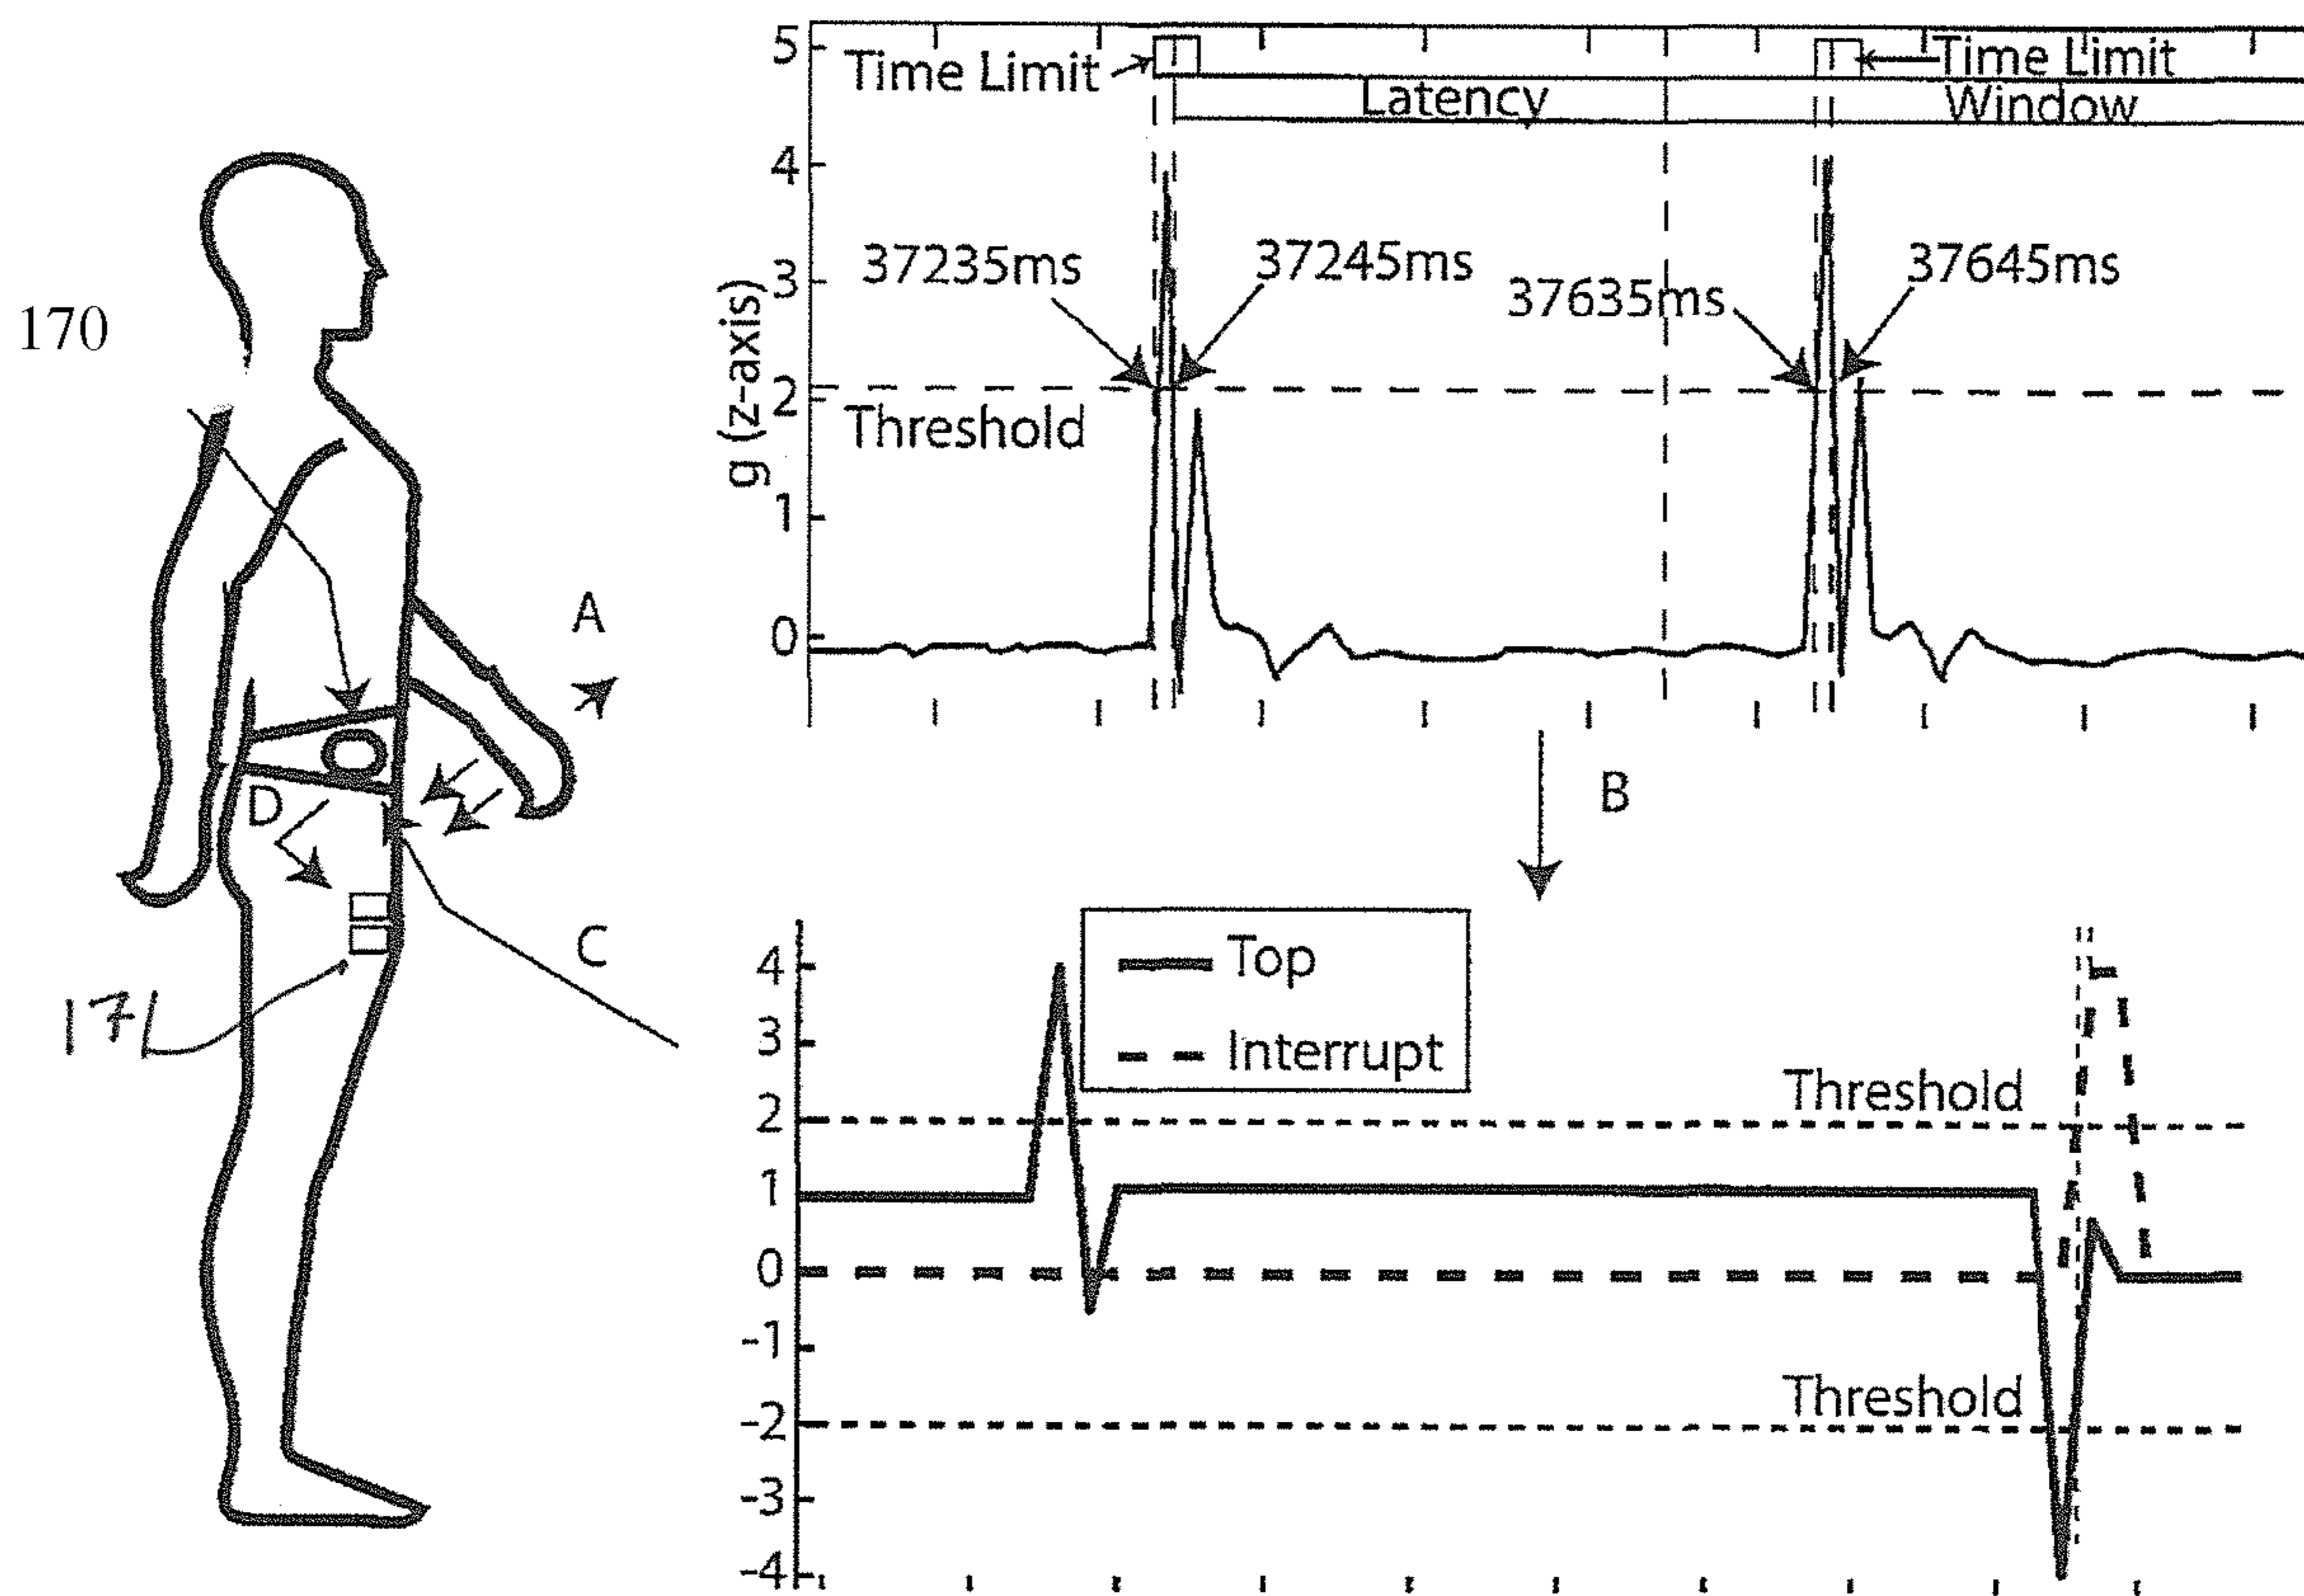 170
A
D
C
171
5
4
3
2
1
0
g (z-axis)
Time Limit
Time Limit
Latency
Window
37235ms
37245ms
37635ms
37645ms
Threshold
B
4
3
2
1
0
-1
-2
-3
-4
Top
Interrupt
Threshold
Threshold